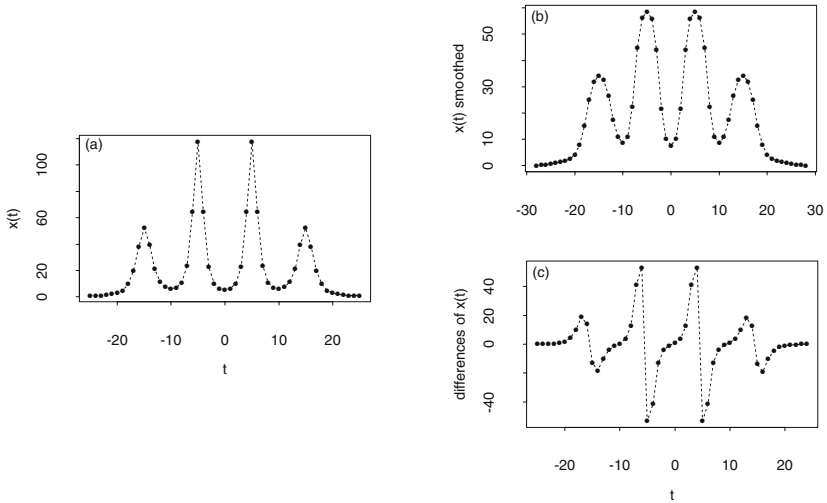 (a)
x(t)
0 20 60 100
-20 -10 0 10 20
t
(b)
x(t) smoothed
0 10 30 50
-30 -20 -10 0 10 20 30
(c)
differences of x(t)
-40 0 20 40
-20 -10 0 10 20
t